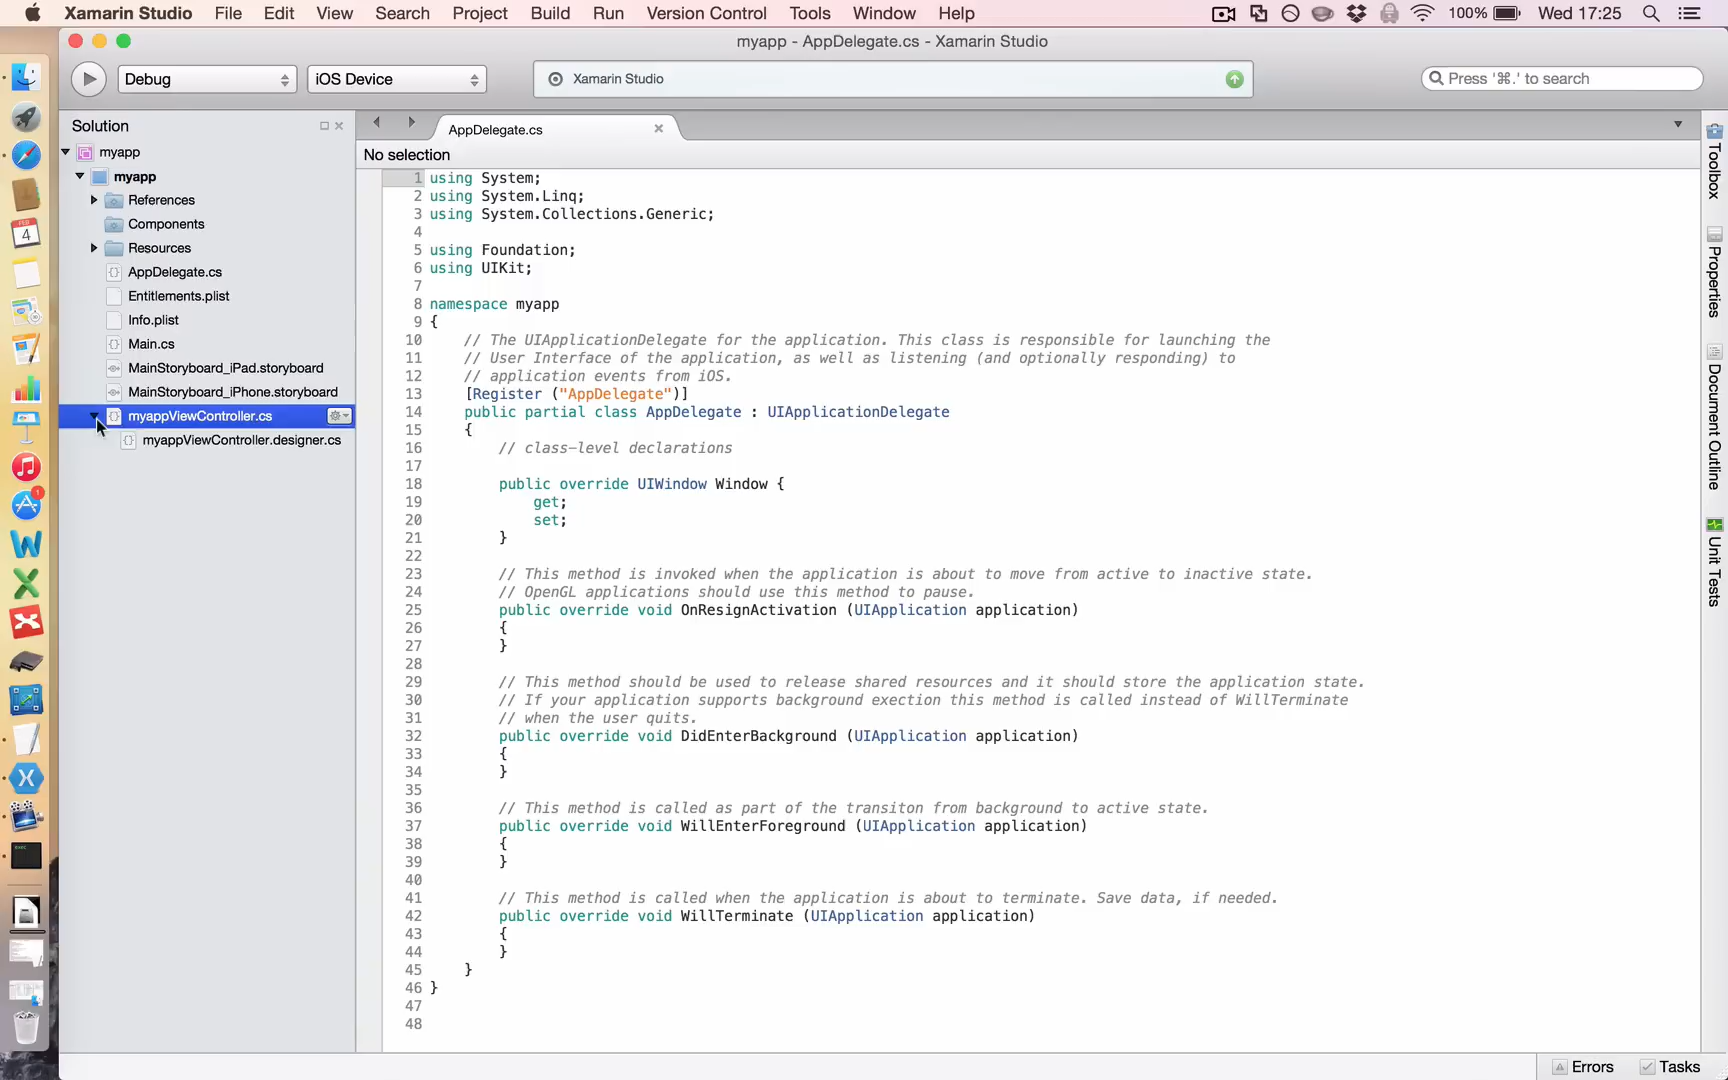 Xamarin Studio File Edit View Search Project Build Run Version Control Tools Window Help 100% Wed 17:25
myapp - AppDelegate.cs - Xamarin Studio
Debug iOS Device Xamarin Studio Press '⌘.' to search
Solution
myapp
myapp
References
Components
Resources
AppDelegate.cs
Entitlements.plist
Info.plist
Main.cs
MainStoryboard_iPad.storyboard
MainStoryboard_iPhone.storyboard
myappViewController.cs
myappViewController.designer.cs
AppDelegate.cs
No selection
1 using System;
2 using System.Linq;
3 using System.Collections.Generic;
4
5 using Foundation;
6 using UIKit;
7
8 namespace myapp
9 {
10 // The UIApplicationDelegate for the application. This class is responsible for launching the
11 // User Interface of the application, as well as listening (and optionally responding) to
12 // application events from iOS.
13 [Register ("AppDelegate")]
14 public partial class AppDelegate : UIApplicationDelegate
15 {
16 // class-level declarations
17
18 public override UIWindow Window {
19 get;
20 set;
21 }
22
23 // This method is invoked when the application is about to move from active to inactive state.
24 // OpenGL applications should use this method to pause.
25 public override void OnResignActivation (UIApplication application)
26 {
27 }
28
29 // This method should be used to release shared resources and it should store the application state.
30 // If your application supports background exection this method is called instead of WillTerminate
31 // when the user quits.
32 public override void DidEnterBackground (UIApplication application)
33 {
34 }
35
36 // This method is called as part of the transiton from background to active state.
37 public override void WillEnterForeground (UIApplication application)
38 {
39 }
40
41 // This method is called when the application is about to terminate. Save data, if needed.
42 public override void WillTerminate (UIApplication application)
43 {
44 }
45 }
46 }
47
48
Toolbox
Properties
Document Outline
Unit Tests
FEB
4
1
W
X
Errors Tasks